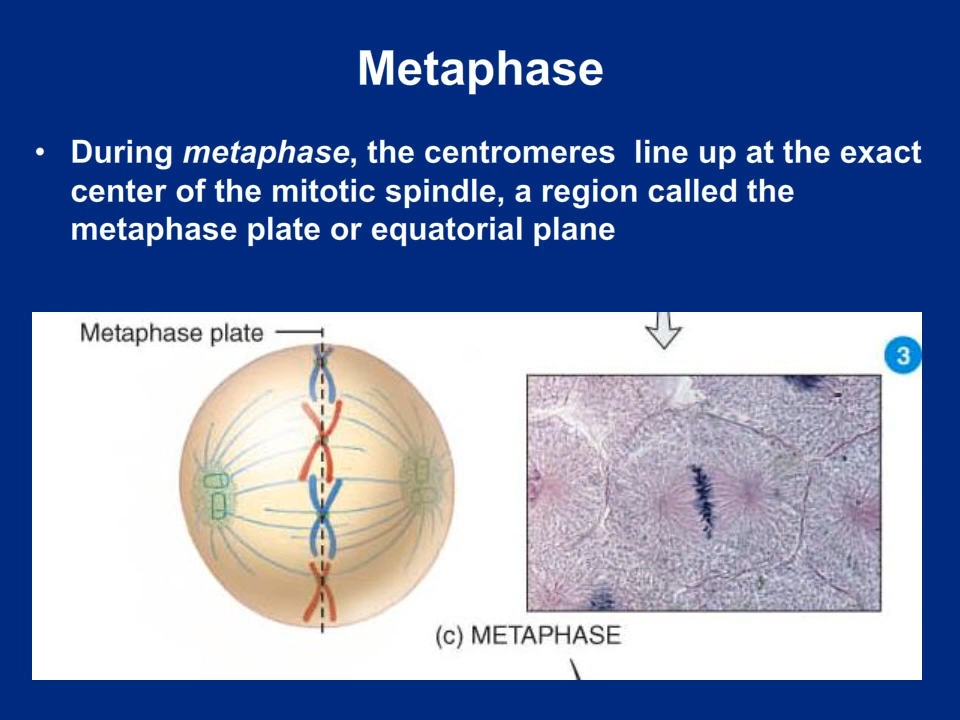 Metaphase
• During metaphase, the centromeres  line up at the exact
center of the mitotic spindle, a region called the
metaphase plate or equatorial plane
Metaphase plate
3
(c) METAPHASE